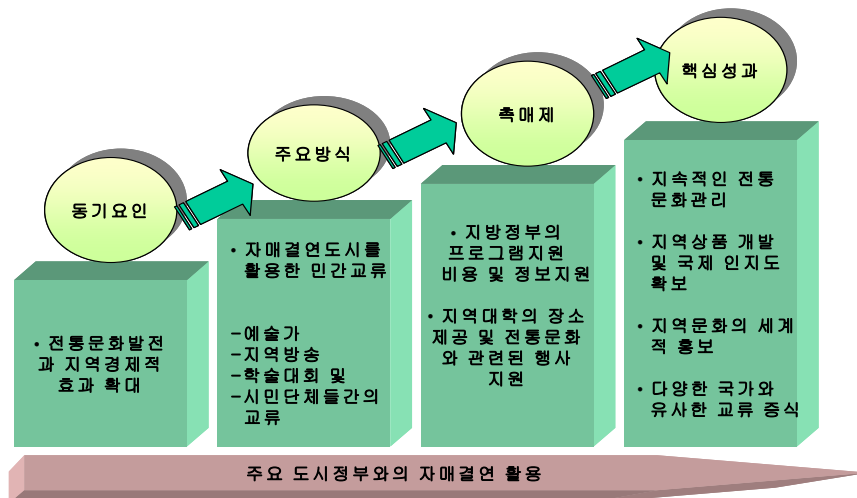 동기요인
• 전통문화발전
과 지역경제적
효과 확대
주요방식
• 자매결연도시를
활용한 민간교류
–예술가
–지역방송
–학술대회 및
–시민단체들간의
교류
촉매제
• 지방정부의
프로그램지원
비용 및 정보지원
• 지역대학의 장소
제공 및 전통문화
와 관련된 행사
지원
핵심성과
• 지속적인 전통
문화관리
• 지역상품 개발
및 국제 인지도
확보
• 지역문화의 세계
적 홍보
• 다양한 국가와
유사한 교류 증식
주요 도시정부와의 자매결연 활용